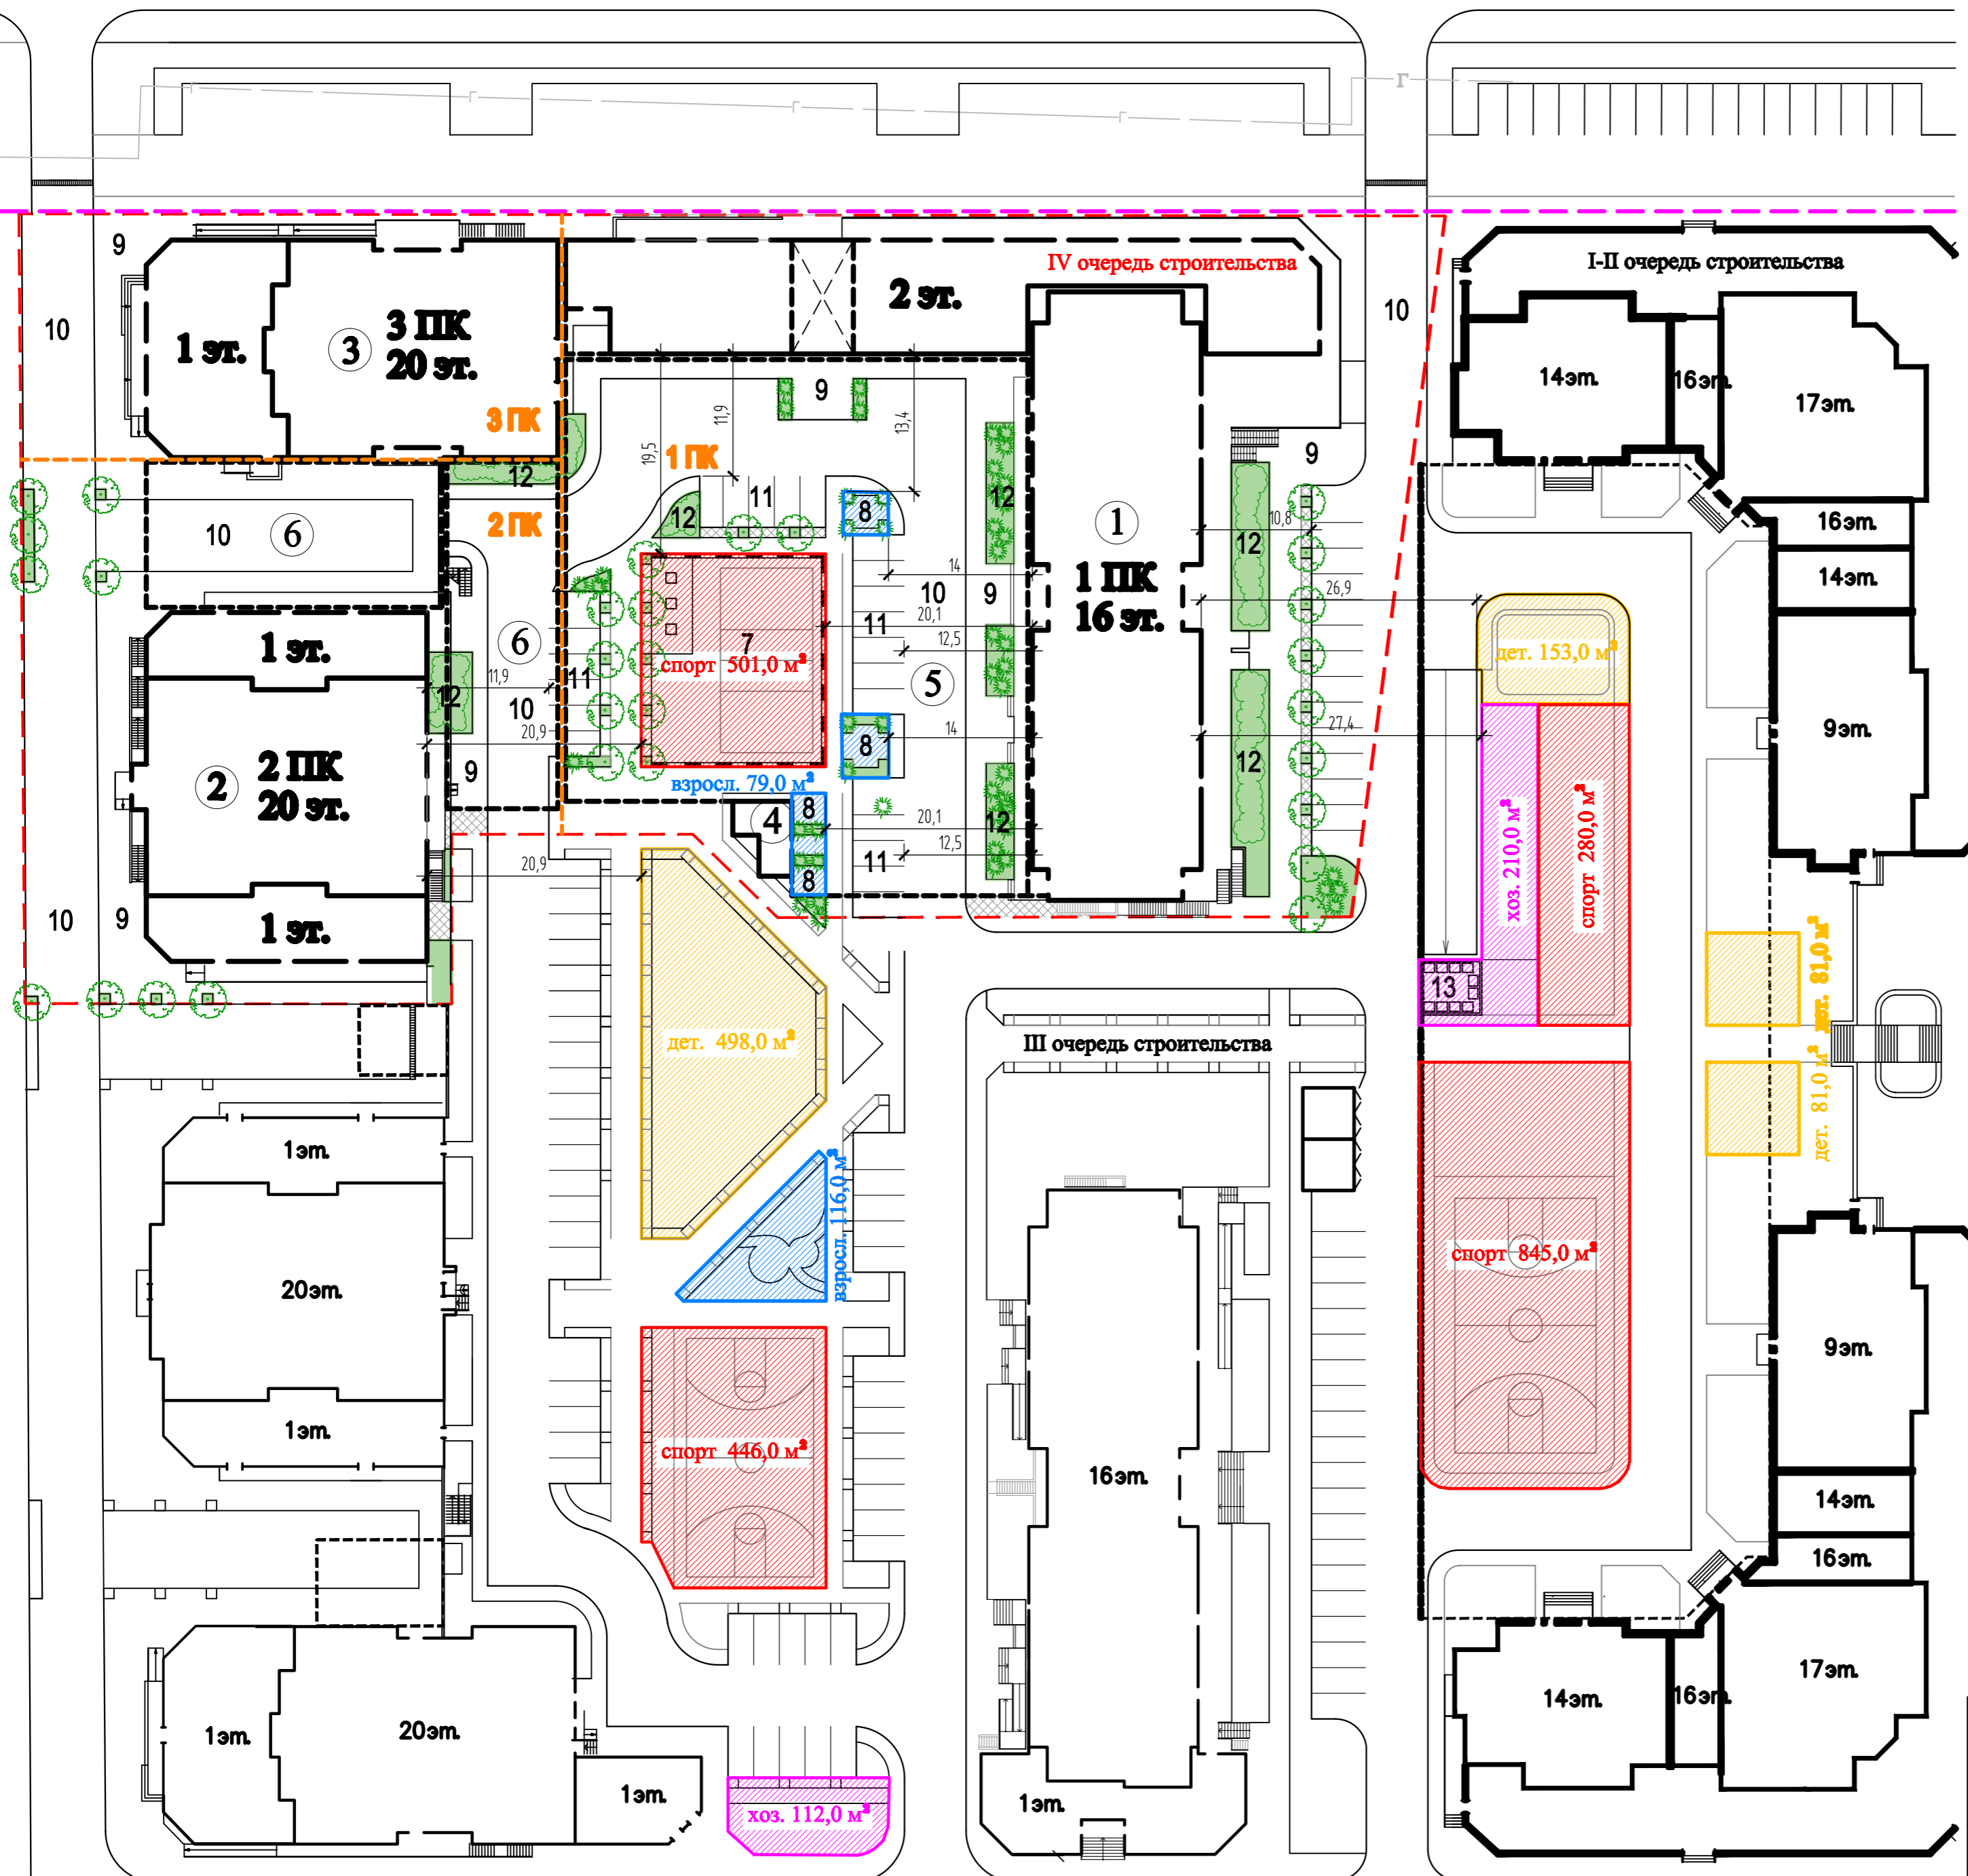 Г
Г
Г
Г
Г
9
IV очередь строительства
I-II очередь строительства
10
2 эт.
10
3 ПК
20 эт.
3
1 эт.
14эт.
16эт.
17эт.
9
11,9
13,4
19,5
3 ПК
1 ПК
9
12
11
12
8
12
1
10,8
12
16эт.
2 ПК
10
6
14
14эт.
1 ПК
16 эт.
10
9
26,9
20,1
11
7
спорт 501,0 м²
12,5
дет. 153,0 м²
1 эт.
6
11,9
11
12
10
5
27,4
20,9
14
8
9эт.
12
2 ПК
20 эт.
2
9
взросл. 79,0 м²
8
4
20,1
12
12,5
11
20,9
8
хоз. 210,0 м²
спорт 280,0 м²
10
9
1 эт.
13
дет. 81,0 м²
дет. 498,0 м²
III очередь строительства
дет. 81,0 м²
1эт.
взросл. 116,0 м²
20эт.
спорт 845,0 м²
9эт.
1эт.
спорт 446,0 м²
16эт.
14эт.
16эт.
17эт.
14эт.
16эт.
1эт.
20эт.
1эт.
1эт.
хоз. 112,0 м²